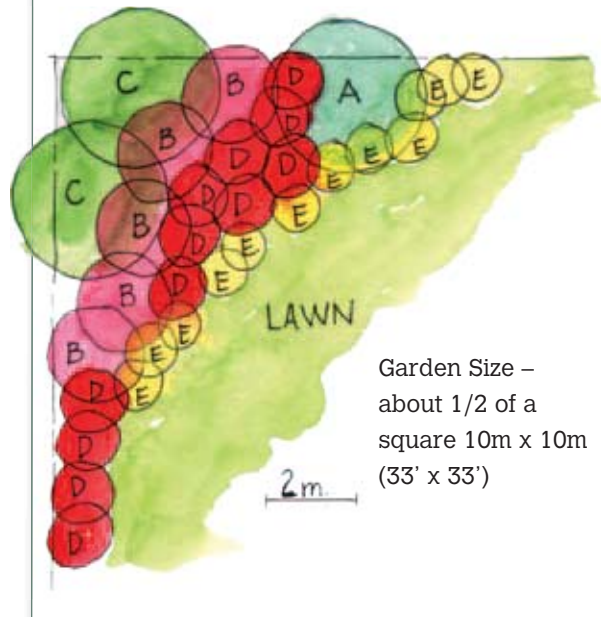 C B D A E E
D
B D D E E E
C D D E
B D E
B D E
LAWN
E
B E
D E
D
D
D
2m.
Garden Size –
about 1/2 of a
square 10m x 10m
(33' x 33')